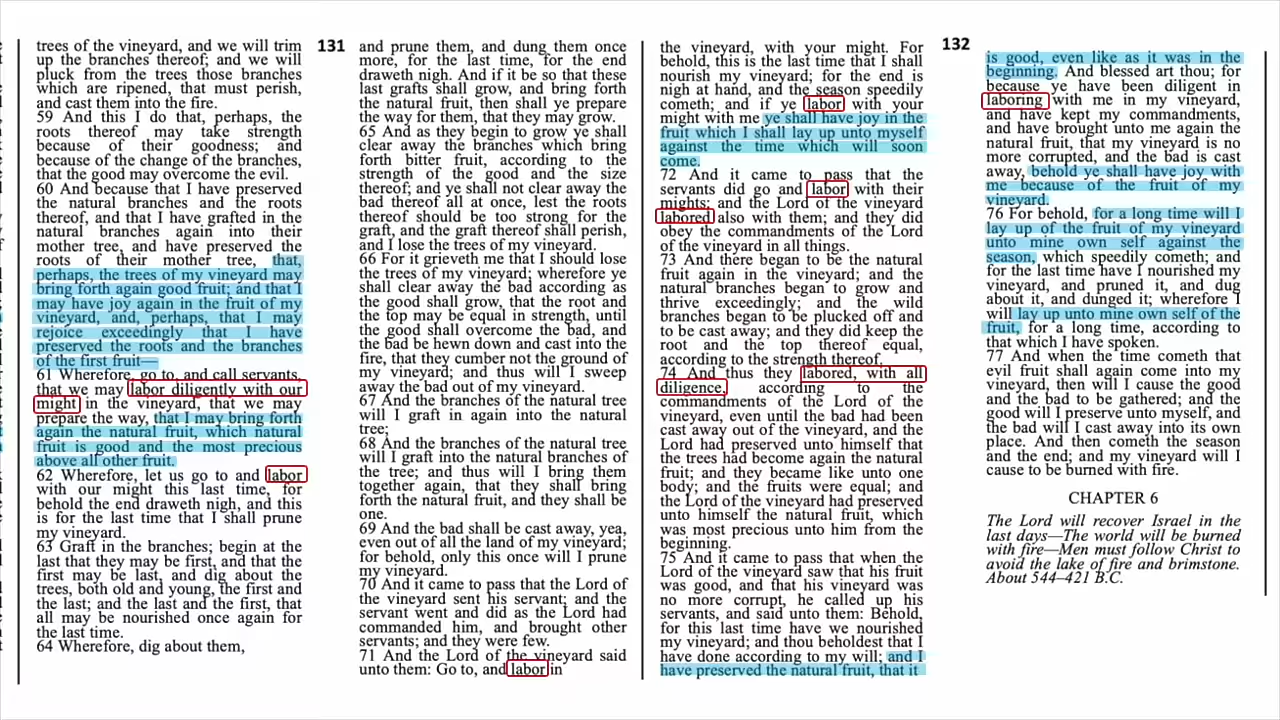 trees of the vineyard, and we will trim
up the branches thereof; and we will
pluck from the trees those branches
which are ripened, that must perish,
and cast them into the fire.
59 And this I do that, perhaps, the
roots thereof may take strength
because of their goodness; and
because of the change of the branches,
that the good may overcome the evil.
60 And because that I have preserved
the natural branches and the roots
thereof, and that I have grafted in the
natural branches again into their
mother tree, and have preserved the
roots of their mother tree, that,
perhaps, the trees of my vineyard may
bring forth again good fruit; and that I
may have joy again in the fruit of my
vineyard, and, perhaps, that I may
rejoice exceedingly that I have
preserved the roots and the branches
of the first fruit—
61 Wherefore, go to, and call servants,
that we may labor diligently with our
might in the vineyard, that we may
prepare the way, that I may bring forth
again the natural fruit, which natural
fruit is good and the most precious
above all other fruit.
62 Wherefore, let us go to and labor
with our might this last time, for
behold the end draweth nigh, and this
is for the last time that I shall prune
my vineyard.
63 Graft in the branches; begin at the
last that they may be first, and that the
first may be last, and dig about the
trees, both old and young, the first and
the last; and the last and the first, that
all may be nourished once again for
the last time.
64 Wherefore, dig about them,
131
and prune them, and dung them once
more, for the last time, for the end
draweth nigh. And if it be so that these
last grafts shall grow, and bring forth
the natural fruit, then shall ye prepare
the way for them, that they may grow.
65 And as they begin to grow ye shall
clear away the branches which bring
forth bitter fruit, according to the
strength of the good and the size
thereof; and ye shall not clear away the
bad thereof all at once, lest the roots
thereof should be too strong for the
graft, and the graft thereof shall perish,
and I lose the trees of my vineyard.
66 For it grieveth me that I should lose
the trees of my vineyard; wherefore ye
shall clear away the bad according as
the good shall grow, that the root and
the top may be equal in strength, until
the good shall overcome the bad, and
the bad be hewn down and cast into the
fire, that they cumber not the ground of
my vineyard; and thus will I sweep
away the bad out of my vineyard.
67 And the branches of the natural tree
will I graft in again into the natural
tree;
68 And the branches of the natural tree
will I graft into the natural branches of
the tree; and thus will I bring them
together again, that they shall bring
forth the natural fruit, and they shall be
one.
69 And the bad shall be cast away, yea,
even out of all the land of my vineyard;
for behold, only this once will I prune
my vineyard.
70 And it came to pass that the Lord of
the vineyard sent his servant; and the
servant went and did as the Lord had
commanded him, and brought other
servants; and they were few.
71 And the Lord of the vineyard said
unto them: Go to, and labor in
the vineyard, with your might. For
behold, this is the last time that I shall
nourish my vineyard; for the end is
nigh at hand, and the season speedily
cometh; and if ye labor with your
might with me ye shall have joy in the
fruit which I shall lay up unto myself
against the time which will soon
come.
72 And it came to pass that the
servants did go and labor with their
mights; and the Lord of the vineyard
labored also with them; and they did
obey the commandments of the Lord
of the vineyard in all things.
73 And there began to be the natural
fruit again in the vineyard; and the
natural branches began to grow and
thrive exceedingly; and the wild
branches began to be plucked off and
to be cast away; and they did keep the
root and the top thereof equal,
according to the strength thereof.
74 And thus they labored, with all
diligence, according to the
commandments of the Lord of the
vineyard, even until the bad had been
cast away out of the vineyard, and the
Lord had preserved unto himself that
the trees had become again the natural
fruit; and they became like unto one
body; and the fruits were equal; and
the Lord of the vineyard had preserved
unto himself the natural fruit, which
was most precious unto him from the
beginning.
75 And it came to pass that when the
Lord of the vineyard saw that his fruit
was good, and that his vineyard was
no more corrupt, he called up his
servants, and said unto them: Behold,
for this last time have we nourished
my vineyard; and thou beholdest that I
have done according to my will; and I
have preserved the natural fruit, that it
132
is good, even like as it was in the
beginning. And blessed art thou; for
because ye have been diligent in
laboring with me in my vineyard,
and have kept my commandments,
and have brought unto me again the
natural fruit, that my vineyard is no
more corrupted, and the bad is cast
away, behold ye shall have joy with
me because of the fruit of my
vineyard.
76 For behold, for a long time will I
lay up of the fruit of my vineyard
unto mine own self against the
season, which speedily cometh; and
for the last time have I nourished my
vineyard, and pruned it, and dug
about it, and dunged it; wherefore I
will lay up unto mine own self of the
fruit, for a long time, according to
that which I have spoken.
77 And when the time cometh that
evil fruit shall again come into my
vineyard, then will I cause the good
and the bad to be gathered; and the
good will I preserve unto myself, and
the bad will I cast away into its own
place. And then cometh the season
and the end; and my vineyard will I
cause to be burned with fire.
CHAPTER 6
The Lord will recover Israel in the
last days—The world will be burned
with fire—Men must follow Christ to
avoid the lake of fire and brimstone.
About 544–421 B.C.